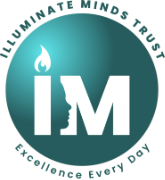 ILLUMINATE MINDS TRUST
IM
Excellence Every Day